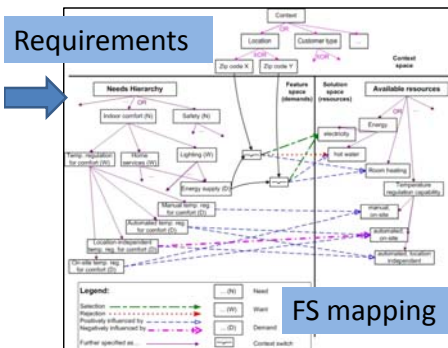 Requirements
Context
OR
Location
Customer type
...
XOR
XOR
Zip code X
Zip code Y
Context
space
Feature
space
(demands)
Solution
space
(resources)
Needs Hierarchy
Available resources
OR
OR
Indoor comfort (N)
Safety (N)
Energy
electricity
Temp. regulation
for comfort (W)
Home
services (W)
Lighting (W)
hot water
Room heating
Energy supply (D)
Temperature
regulation capability
Manual temp. reg.
for comfort (D)
manual,
on-site
Automated temp. reg.
for comfort (D)
Location-independent
temp. reg. for comfort (D)
automated,
on-site
On-site temp. reg.
for comfort (D)
automated, location
independent
Legend:
Selection
Rejection
Positively influenced by
Negatively influenced by
Further specified as...
... (N)
Need
... (W)
Want
... (D)
Demand
Context switch
FS mapping